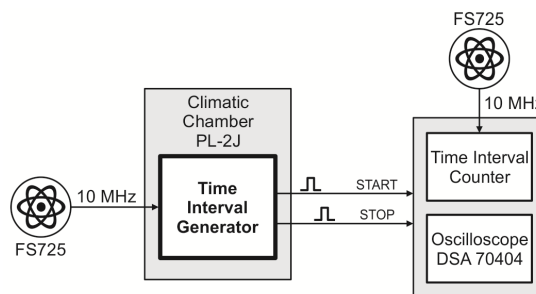 FS725
10 MHz
Climatic
Chamber
PL-2J
Time
Interval
Generator
10 MHz
FS725
START
STOP
Time Interval
Counter
Oscilloscope
DSA 70404